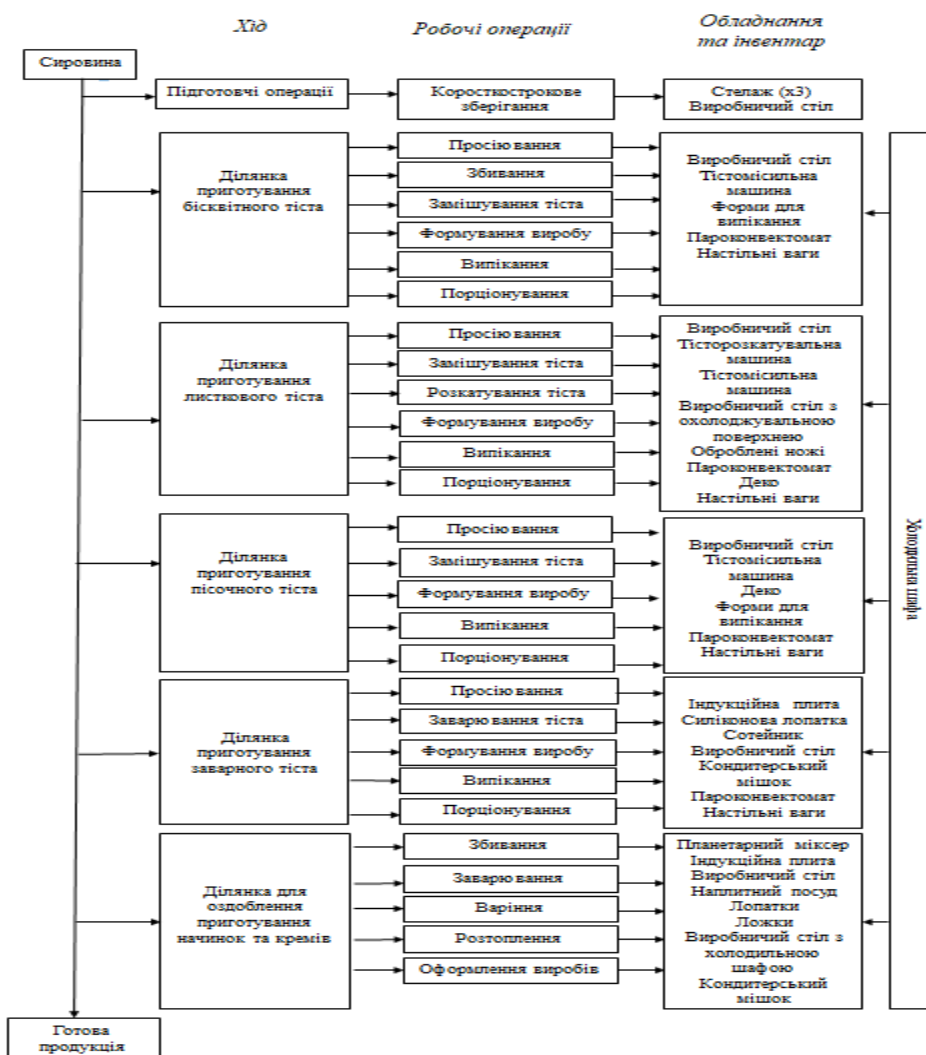 Хід
Робочі операції
Обладнання
та інвентар
Сировина
Підготовчі операції
Коросткострокове
зберігання
Стелаж (х3)
Виробничий стіл
Ділянка
приготування
бісквітного тіста
Просіювання
Збивання
Замішування тіста
Формування виробу
Випікання
Порціонування
Виробничий стіл
Тістомісильна
машина
Форми для
випікання
Пароконвектомат
Настільні ваги
Ділянка
приготування
листкового тіста
Просіювання
Замішування тіста
Розкатування тіста
Формування виробу
Випікання
Порціонування
Виробничий стіл
Тісторозкатувальна
машина
Тістомісильна
машина
Виробничий стіл з
охолоджувальною
поверхнею
Оброблені ножі
Пароконвектомат
Деко
Настільні ваги
Ділянка
приготування
пісочного тіста
Просіювання
Замішування тіста
Формування виробу
Випікання
Порціонування
Виробничий стіл
Тістомісильна
машина
Деко
Форми для
випікання
Пароконвектомат
Настільні ваги
Ділянка
приготування
заварного тіста
Просіювання
Заварювання тіста
Формування виробу
Випікання
Порціонування
Індукційна плита
Силіконова лопатка
Сотейник
Виробничий стіл
Кондитерський
мішок
Пароконвектомат
Настільні ваги
Ділянка для
оздоблення
приготування
начинок та кремів
Збивання
Заварювання
Варіння
Розтоплення
Оформлення виробів
Планетарний міксер
Індукційна плита
Виробничий стіл
Наплитний посуд
Лопатки
Ложки
Виробничий стіл з
холодильною
шафою
Кондитерський
мішок
Холодильна шафа
Готова
продукція